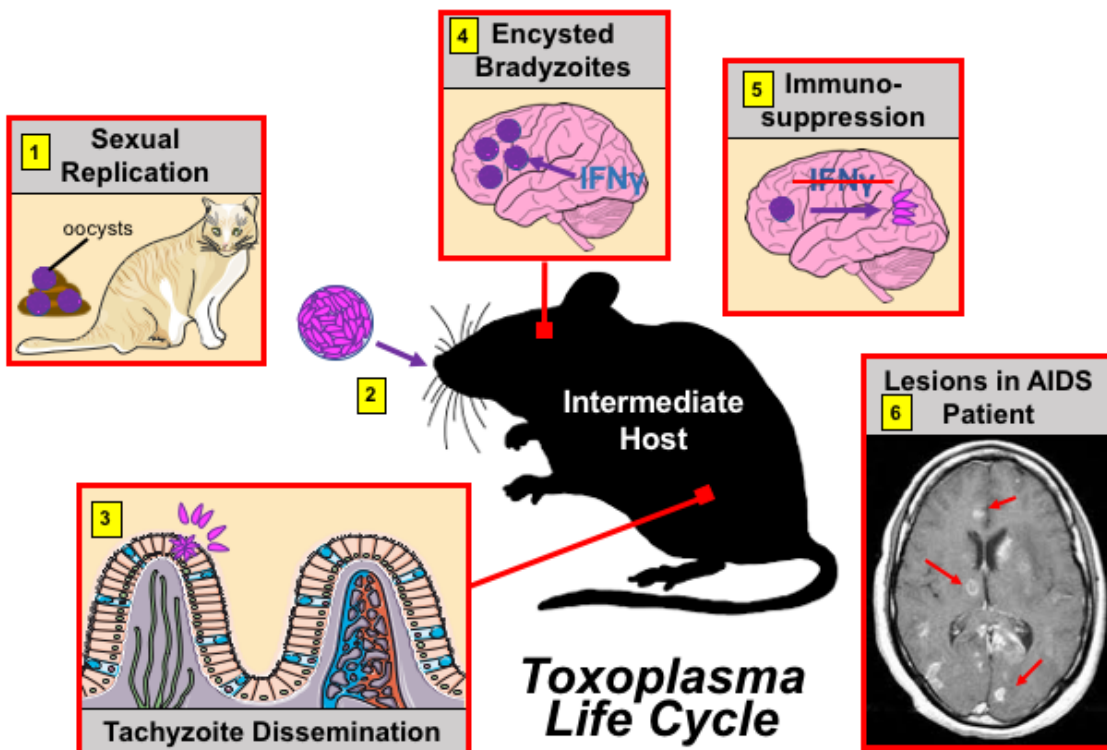 1
Sexual
Replication
oocysts
2
3
Tachyzoite Dissemination
4
Encysted
Bradyzoites
IFNγ
5
Immuno-
suppression
IFNγ
Intermediate
Host
6
Lesions in AIDS
Patient
Toxoplasma
Life Cycle